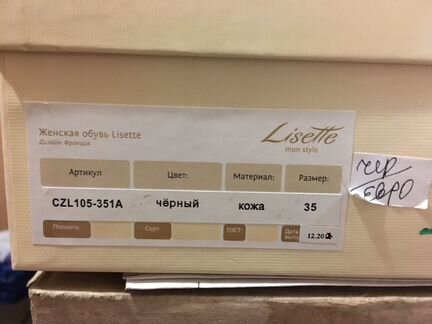 Женская обувь Lisette
Дизайн Франция
Lisette
mon style
Артикул Цвет: Материал: Размер:
CZL105-351А чёрный кожа 35
Полнота: Сорт: ГОСТ: Дата
12.20
чер
евро